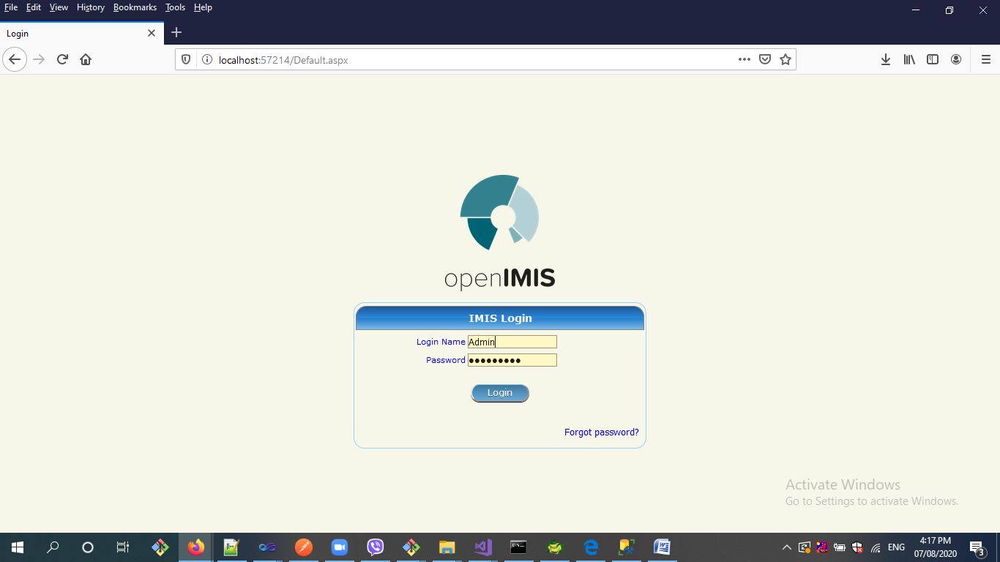 File Edit View History Bookmarks Tools Help
Login
localhost:57214/Default.aspx
openIMIS
IMIS Login
Login Name Admin
Password ●●●●●●●●●
Login
Forgot password?
Activate Windows
Go to Settings to activate Windows.
ENG
4:17 PM
07/08/2020
3